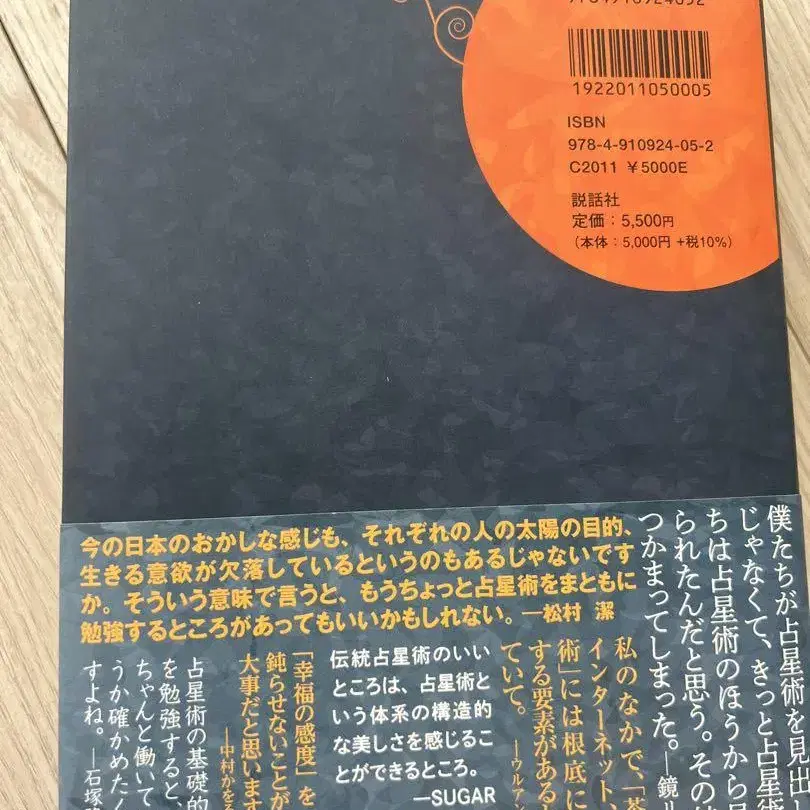 1922011050005
ISBN
978-4-910924-05-2
C2011 ¥5000E
説話社
定価：5,500円
（本体：5,000円 +税10%）
今の日本のおかしな感じも、それぞれの人の太陽の目的、
生きる意欲が欠落しているというのもあるじゃないです
か。そういう意味で言うと、もうちょっと占星術をまともに
勉強するところがあってもいいかもしれない。—松村 潔
僕たちが占星術を見出
じゃなくて、きっと占星術
ちは占星術のほうから
られたんだと思う。その
つかまってしまった。—鏡リ
私のなかで、「茶
インターネット、
術」には根底に
する要素がある
ていて。—ウルア
伝統占星術のいい
ところは、占星術と
いう体系の構造的
な美しさを感じるこ
とができるところ。
—SUGAR
「幸福の感度」を
鈍らせないことが
大事だと思います
—中村かを
占星術の基礎的
を勉強すると、
ちゃんと働いて
うか確かめたく
すよね。—石塚